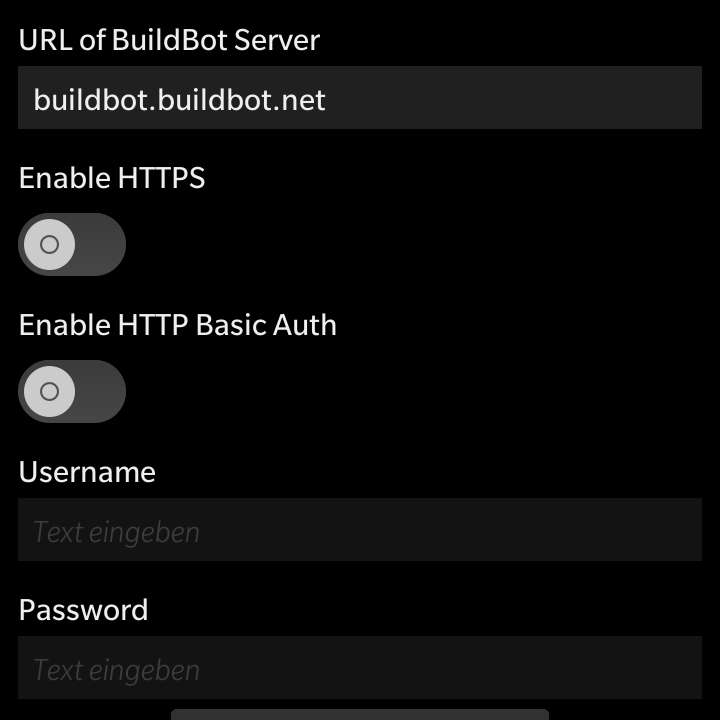 URL of BuildBot Server
buildbot.buildbot.net
Enable HTTPS
Enable HTTP Basic Auth
Username
Text eingeben
Password
Text eingeben